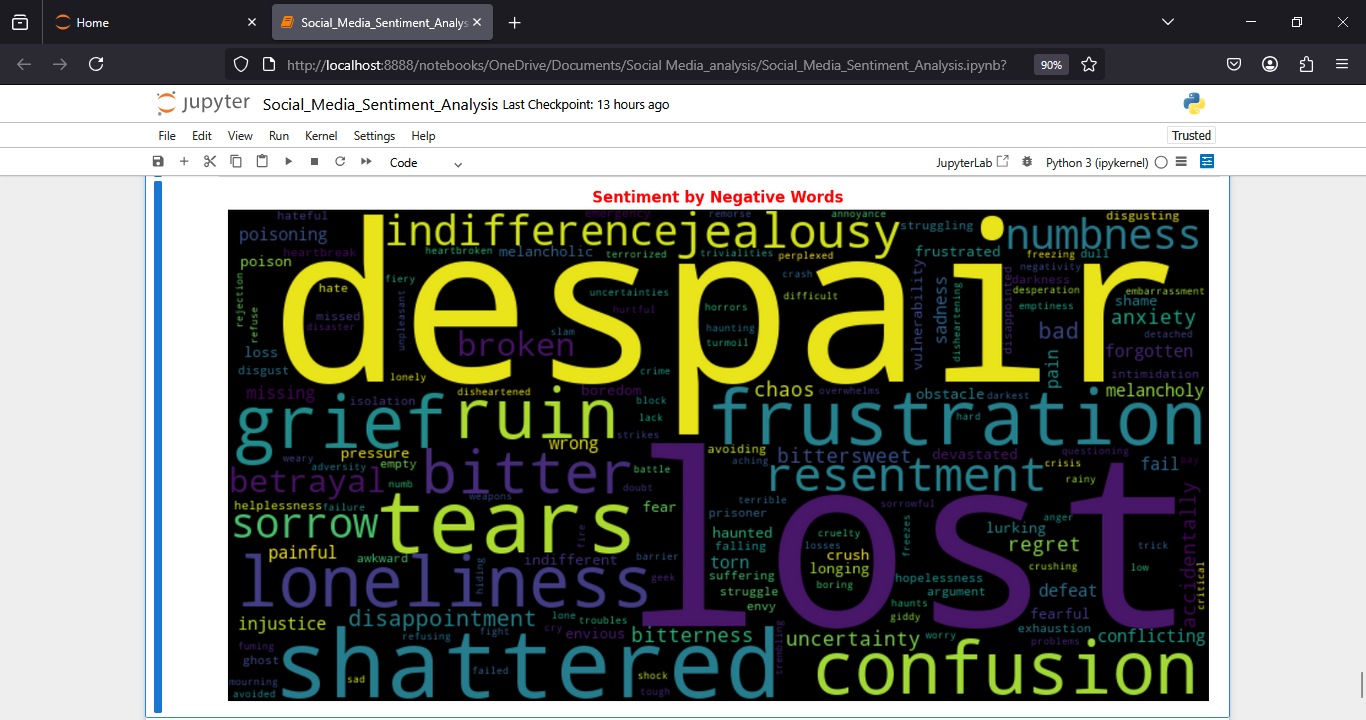 Home
Social_Media_Sentiment_Analys
http://localhost:8888/notebooks/OneDrive/Documents/Social Media_analysis/Social_Media_Sentiment_Analysis.ipynb?
90%
jupyter Social_Media_Sentiment_Analysis Last Checkpoint: 13 hours ago
File Edit View Run Kernel Settings Help
Trusted
Code
JupyterLab
Python 3 (ipykernel)
Sentiment by Negative Words
hateful
emergency
remorse
annoyance
disgusting
poisoning
indifference
jealousy
struggling
numbness
heartbreak
heartbroken
melancholic
terrorized
trivialities
perplexed
frustrated
freezing
dull
poison
despair
negativity
rejection
hate
fiery
uncertainties
crash
difficult
vulnerability
sadness
disheartening
disappointed
darkness
desperation
embarrassment
emptiness
shame
refuse
missed
disaster
unpleasant
hurtful
horrors
haunting
turmoil
anxiety
bad
detached
slam
broken
loss
disgust
pain
forgotten
intimidation
lonely
crime
missing
disheartened
boredom
chaos
overwhelms
obstacle
darkest
melancholy
isolation
block
grief
ruin
lack
frustration
hard
strikes
wrong
weary
pressure
avoiding
bittersweet
devastated
questioning
adversity
empty
bitter
battle
aching
resentment
crisis
fail
pay
betrayal
numb
doubt
rainy
weapons
lost
helplessness
failure
tears
fear
terrible
prisoner
sorrowful
anger
accidentally
sorrow
fire
haunted
cruelty
freezes
lurking
painful
falling
losses
regret
trick
awkward
indifferent
barrier
torn
crush
longing
crushing
low
loneliness
hiding
geek
suffering
boring
hopelessness
defeat
critical
struggle
argument
envy
haunts
fearful
injustice
disappointment
lone
troubles
giddy
exhaustion
refusing
fight
cry
envious
bitterness
trembling
uncertainty
worry
problems
conflicting
fuming
ghost
shattered
confusion
failed
mourning
sad
shock
avoided
tough